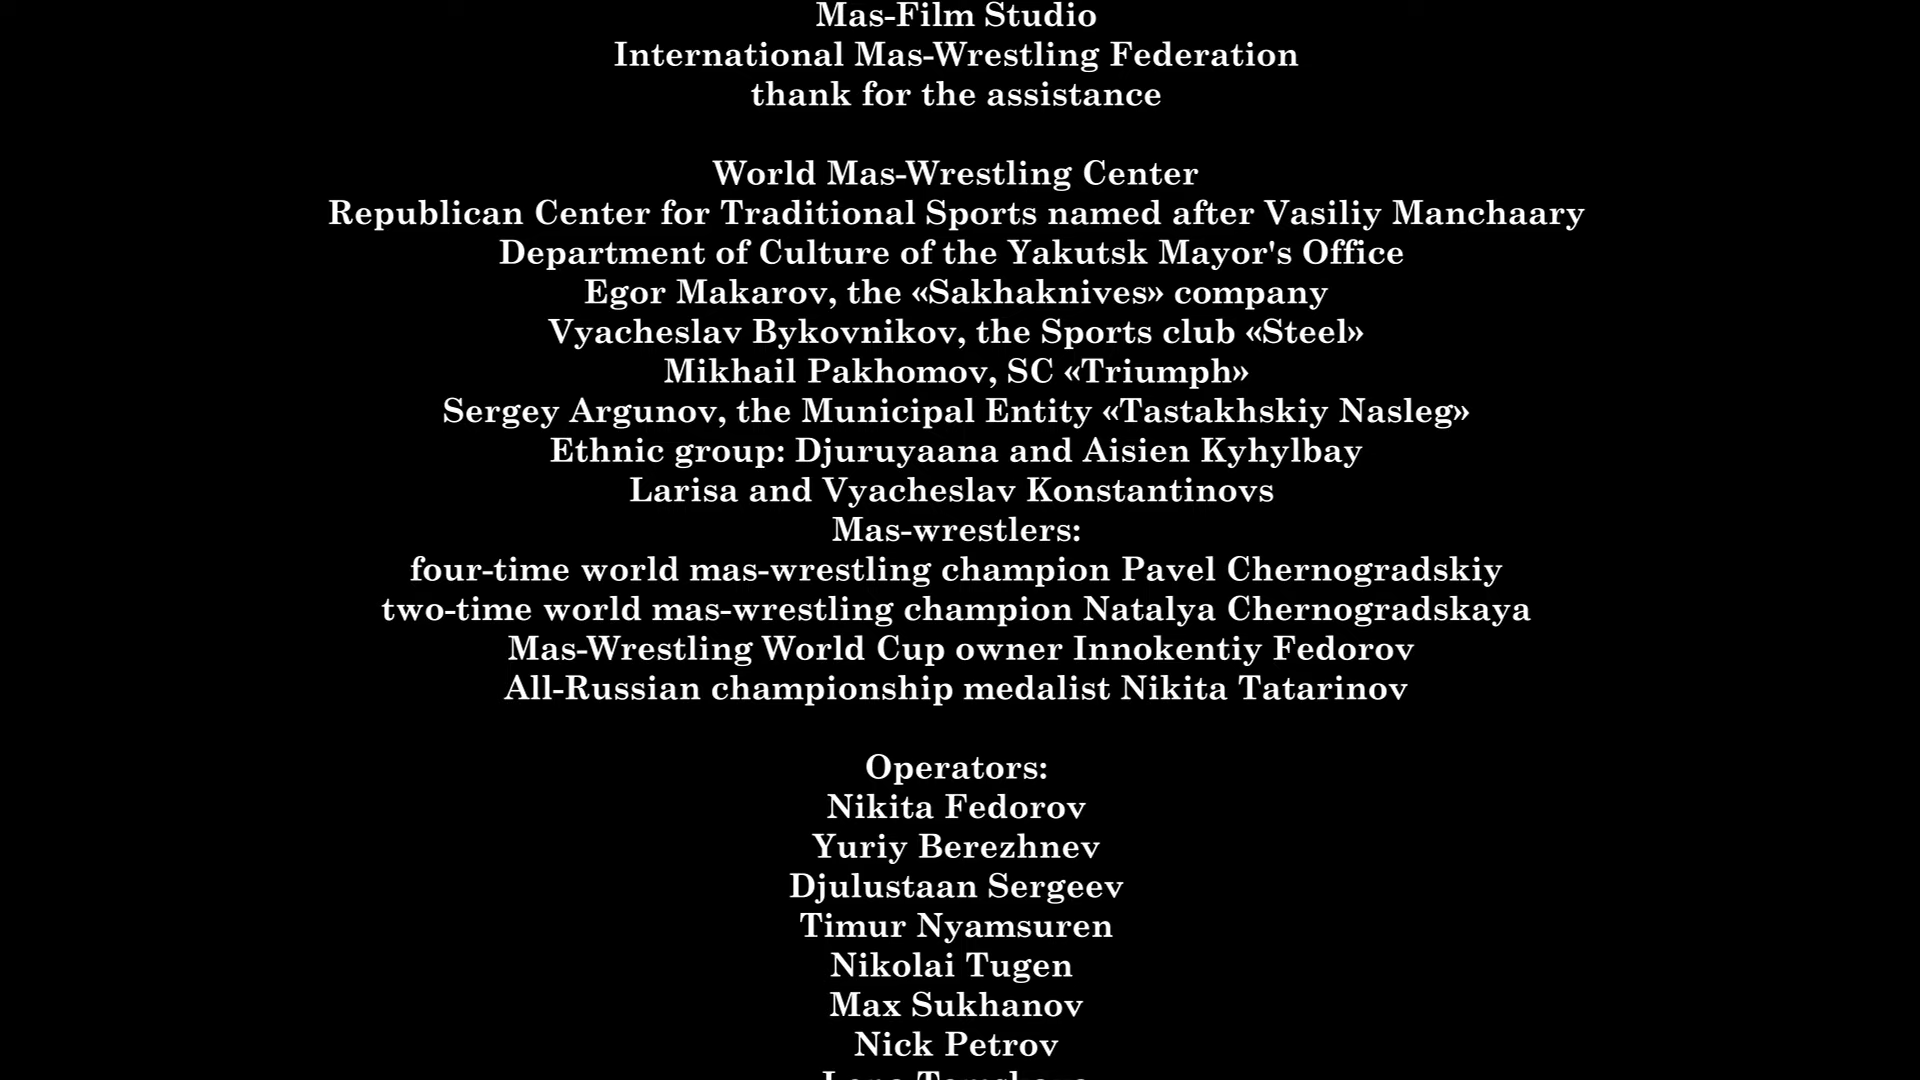 Mas-Film Studio
International Mas-Wrestling Federation
thank for the assistance
World Mas-Wrestling Center
Republican Center for Traditional Sports named after Vasiliy Manchaary
Department of Culture of the Yakutsk Mayor's Office
Egor Makarov, the «Sakhaknives» company
Vyacheslav Bykovnikov, the Sports club «Steel»
Mikhail Pakhomov, SC «Triumph»
Sergey Argunov, the Municipal Entity «Tastakhskiy Nasleg»
Ethnic group: Djuruyaana and Aisien Kyhylbay
Larisa and Vyacheslav Konstantinovs
Mas-wrestlers:
four-time world mas-wrestling champion Pavel Chernogradskiy
two-time world mas-wrestling champion Natalya Chernogradskaya
Mas-Wrestling World Cup owner Innokentiy Fedorov
All-Russian championship medalist Nikita Tatarinov
Operators:
Nikita Fedorov
Yuriy Berezhnev
Djulustaan Sergeev
Timur Nyamsuren
Nikolai Tugen
Max Sukhanov
Nick Petrov